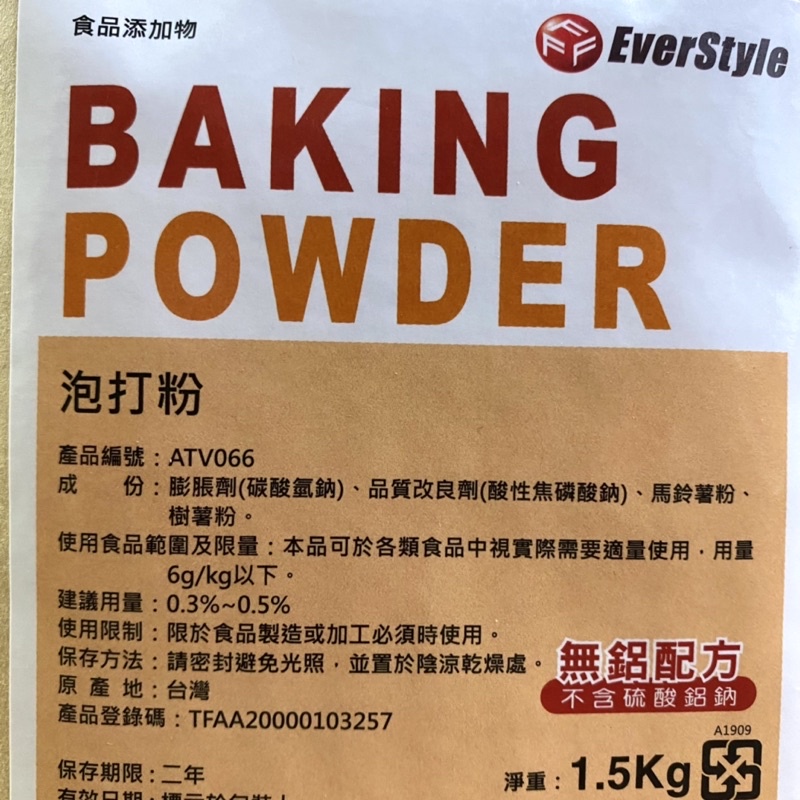 食品添加物
EverStyle
BAKING
POWDER
泡打粉
產品編號：ATV066
成　　份：膨脹劑(碳酸氫鈉)、品質改良劑(酸性焦磷酸鈉)、馬鈴薯粉、
樹薯粉。
使用食品範圍及限量：本品可於各類食品中視實際需要適量使用，用量
6g/kg以下。
建議用量：0.3%~0.5%
使用限制：限於食品製造或加工必須時使用。
保存方法：請密封避免光照，並置於陰涼乾燥處。
無鋁配方
不含硫酸鋁鈉
原 產 地：台灣
產品登錄碼：TFAA20000103257
A1909
保存期限：二年
淨重：1.5Kg